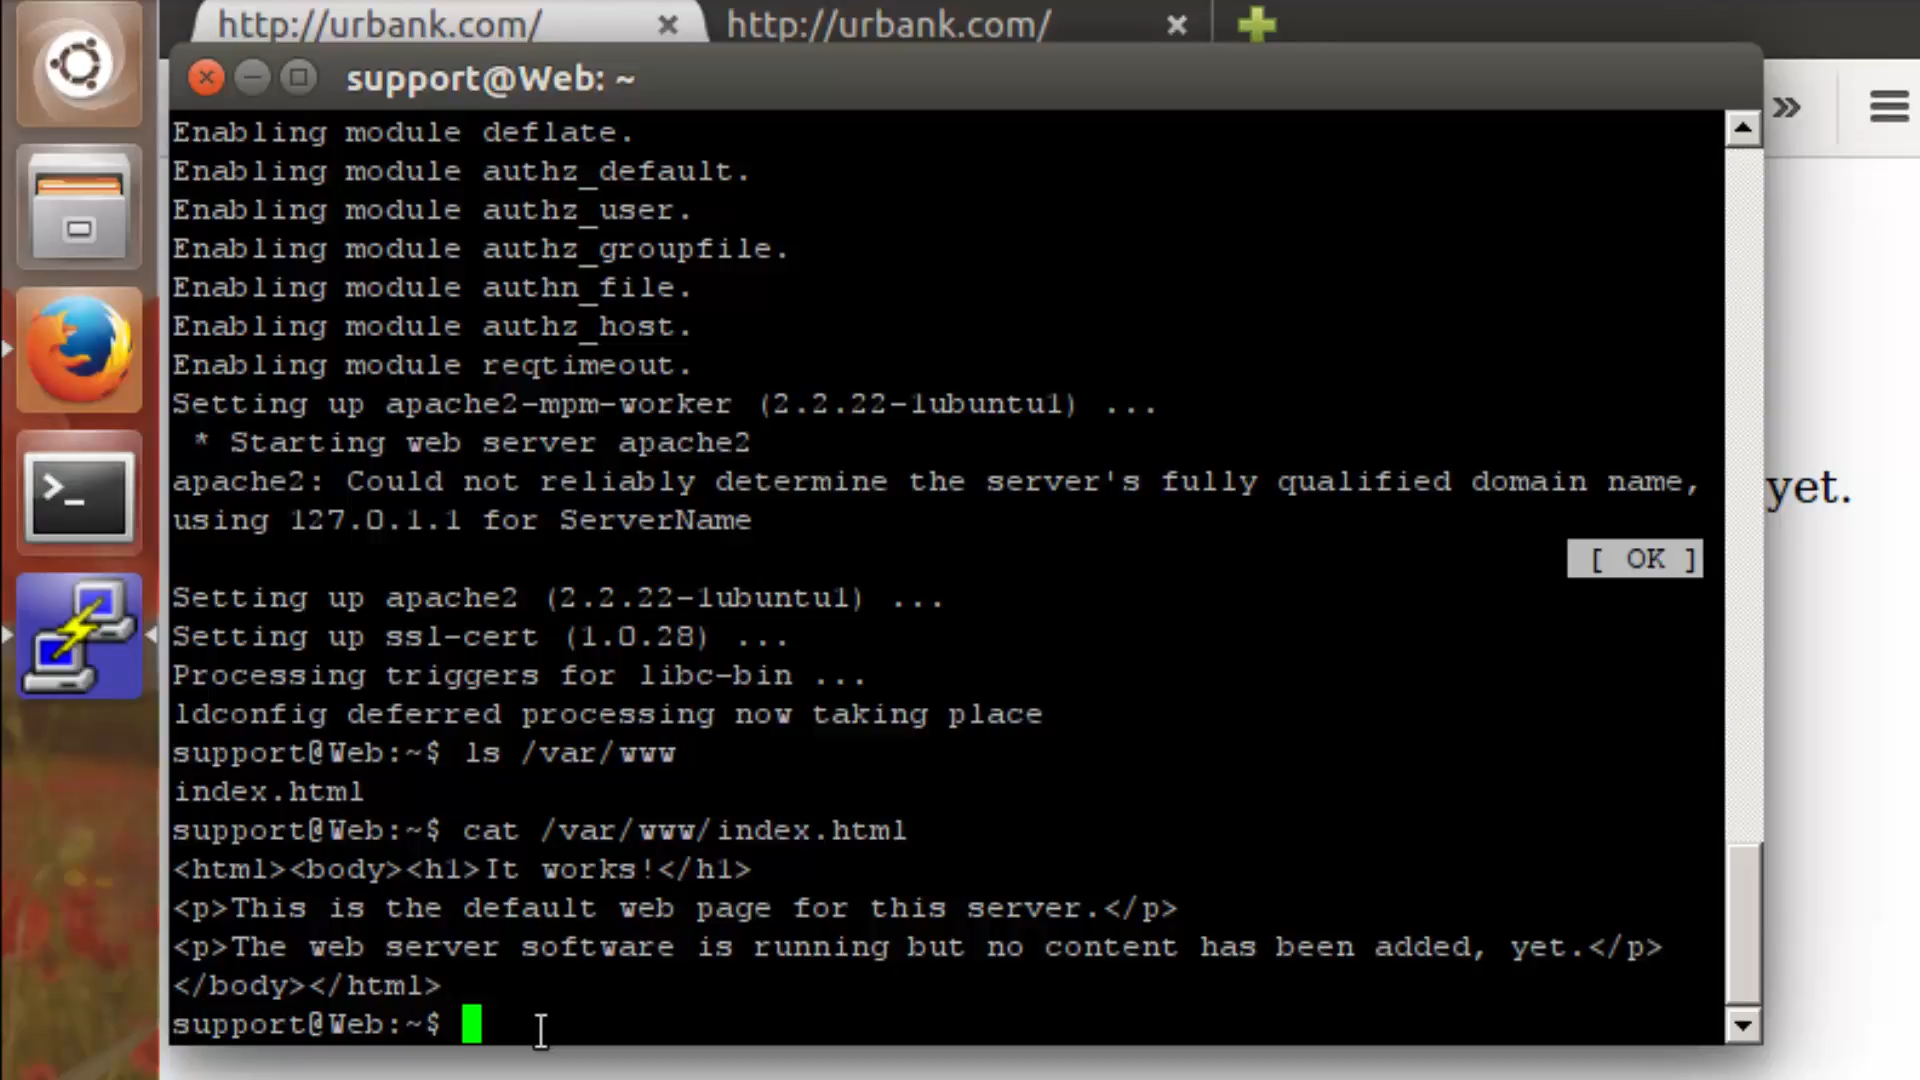 http://urbank.com/
http://urbank.com/
support@Web: ~
Enabling module deflate.
Enabling module authz_default.
Enabling module authz_user.
Enabling module authz_groupfile.
Enabling module authn_file.
Enabling module authz_host.
Enabling module reqtimeout.
Setting up apache2-mpm-worker (2.2.22-1ubuntu1) ...
* Starting web server apache2
apache2: Could not reliably determine the server's fully qualified domain name,
using 127.0.1.1 for ServerName
[ OK ]
Setting up apache2 (2.2.22-1ubuntu1) ...
Setting up ssl-cert (1.0.28) ...
Processing triggers for libc-bin ...
ldconfig deferred processing now taking place
support@Web:~$ ls /var/www
index.html
support@Web:~$ cat /var/www/index.html
<html><body><h1>It works!</h1>
<p>This is the default web page for this server.</p>
<p>The web server software is running but no content has been added, yet.</p>
</body></html>
support@Web:~$
yet.